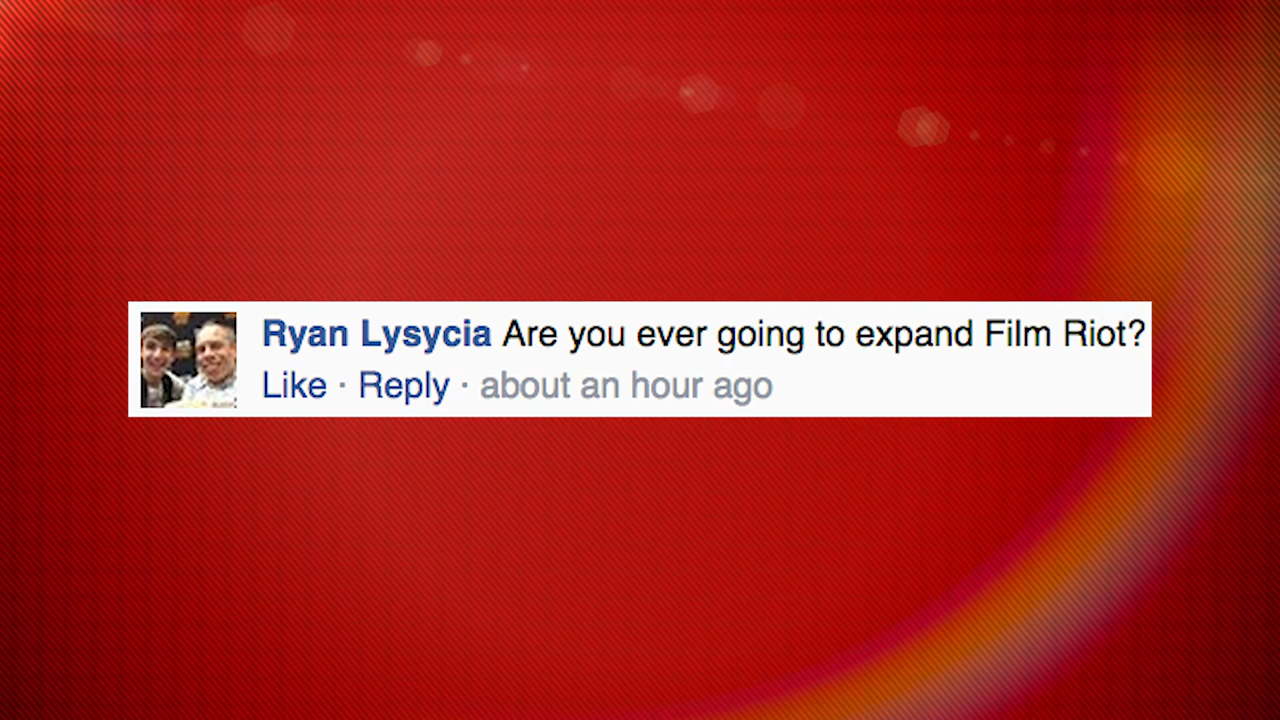 Ryan Lysycia Are you ever going to expand Film Riot?
Like · Reply · about an hour ago